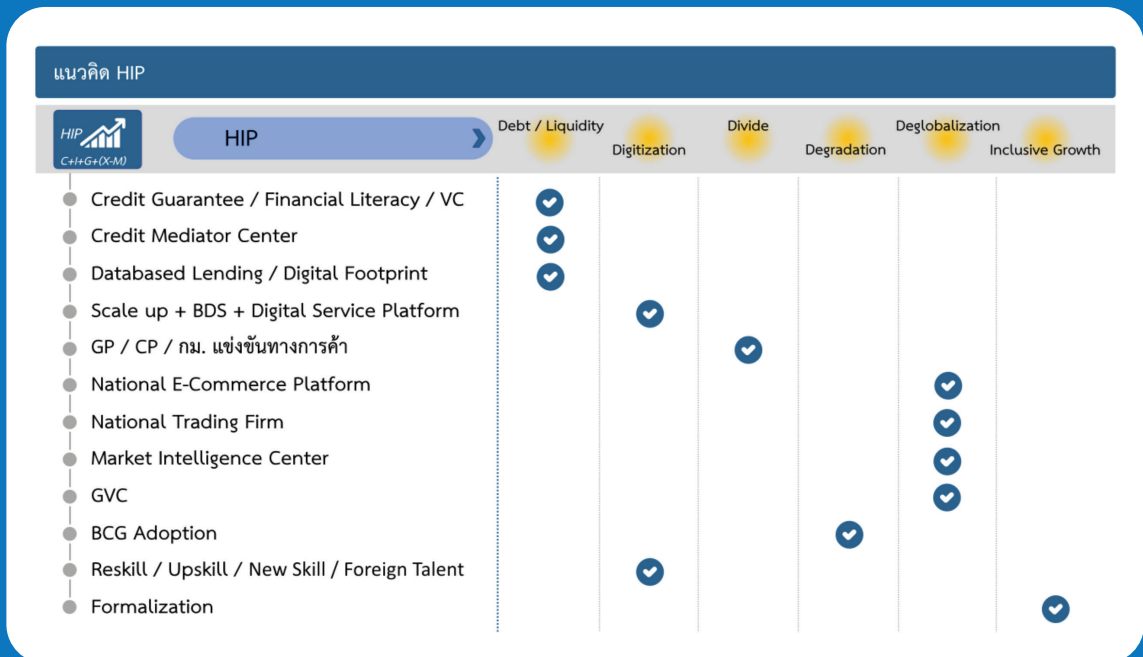 แนวคิด HIP
HIP
C+I+G+(X-M)
HIP
Debt / Liquidity
Digitization
Divide
Degradation
Deglobalization
Inclusive Growth
Credit Guarantee / Financial Literacy / VC
Credit Mediator Center
Databased Lending / Digital Footprint
Scale up + BDS + Digital Service Platform
GP / CP / กม. แข่งขันทางการค้า
National E-Commerce Platform
National Trading Firm
Market Intelligence Center
GVC
BCG Adoption
Reskill / Upskill / New Skill / Foreign Talent
Formalization